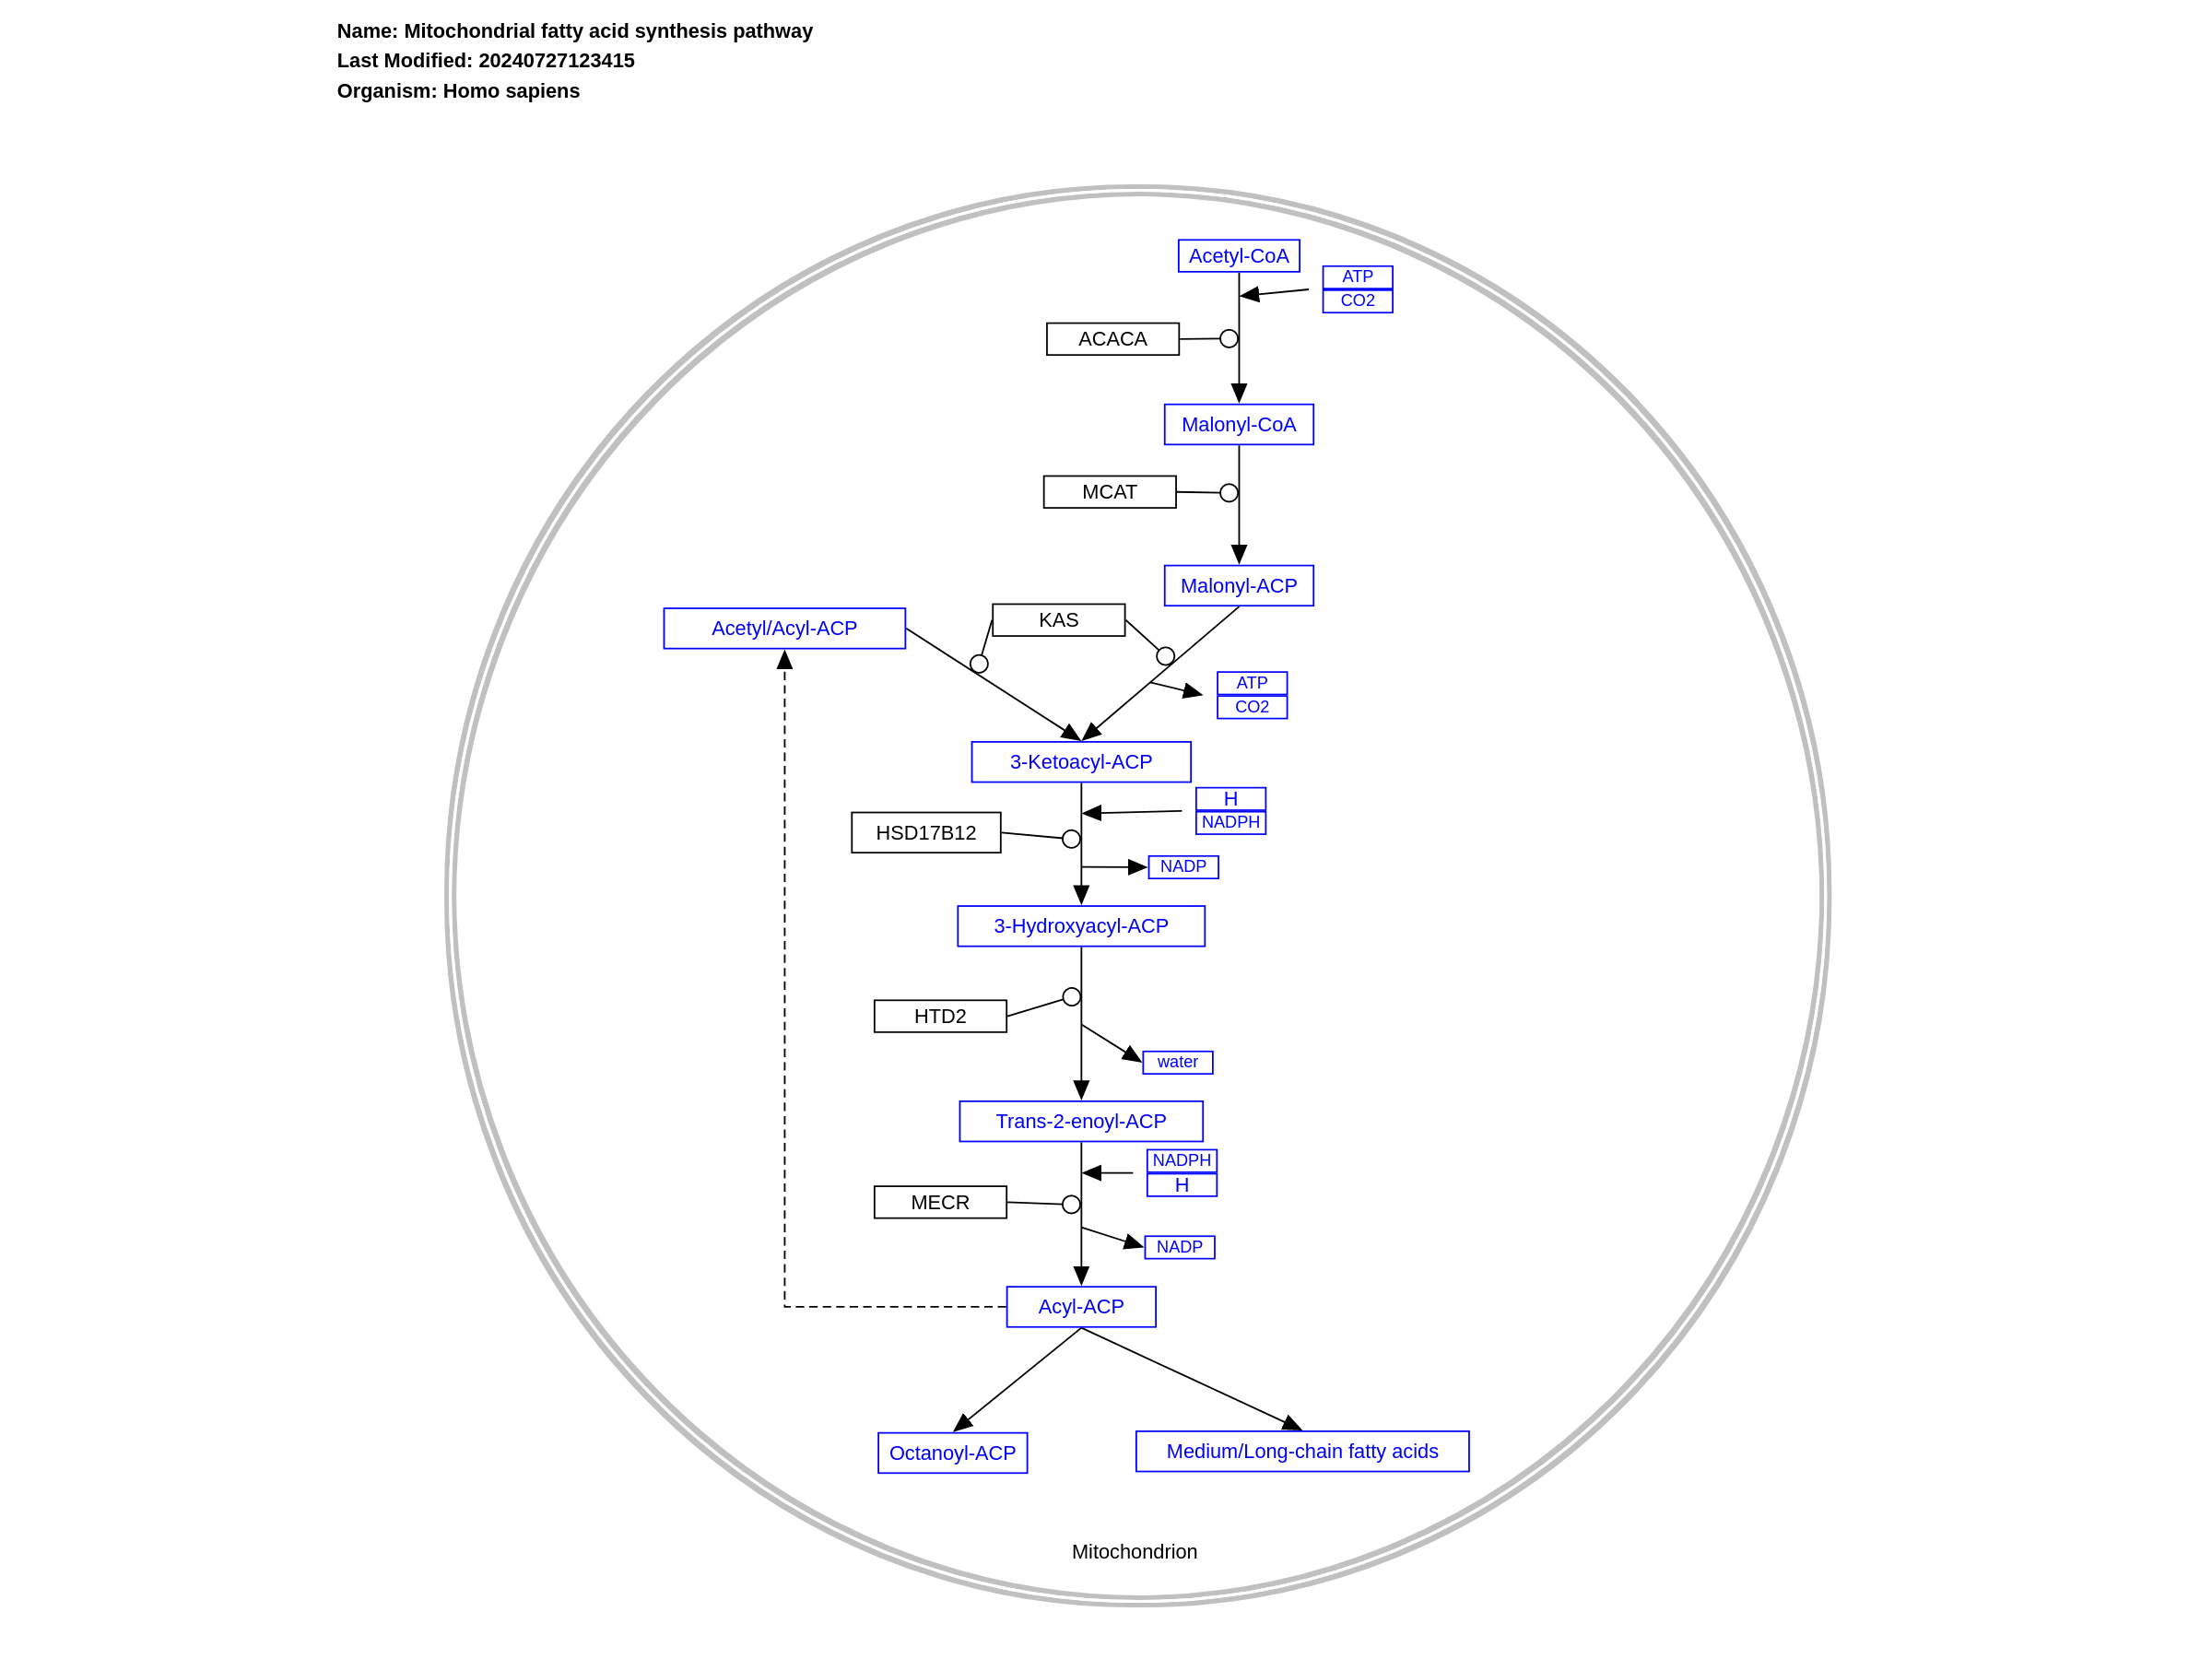 Name: Mitochondrial fatty acid synthesis pathway
Last Modified: 20240727123415
Organism: Homo sapiens
Acetyl-CoA
ATP
CO2
ACACA
Malonyl-CoA
MCAT
Malonyl-ACP
KAS
Acetyl/Acyl-ACP
ATP
CO2
3-Ketoacyl-ACP
H
NADPH
HSD17B12
NADP
3-Hydroxyacyl-ACP
HTD2
water
Trans-2-enoyl-ACP
NADPH
H
MECR
NADP
Acyl-ACP
Octanoyl-ACP
Medium/Long-chain fatty acids
Mitochondrion